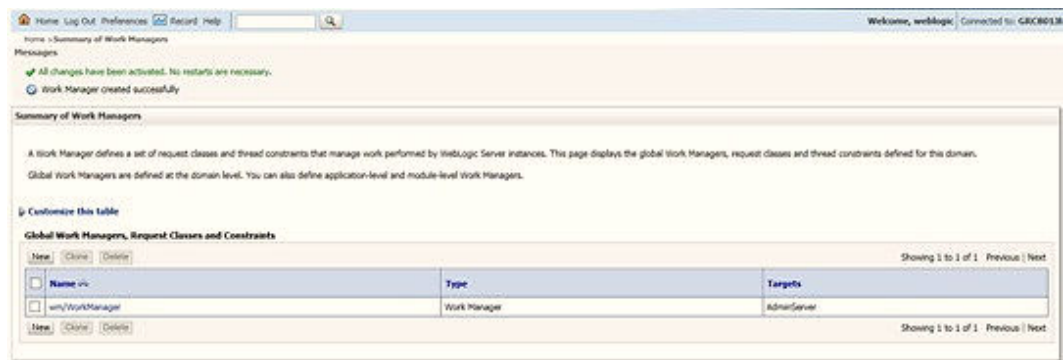 Home Log Out Preferences Record Help
Welcome, weblogic Connected to: GRC8013
Home >Summary of Work Managers
Messages
All changes have been activated. No restarts are necessary.
Work Manager created successfully
Summary of Work Managers
A Work Manager defines a set of request classes and thread constraints that manage work performed by WebLogic Server instances. This page displays the global Work Managers, request classes and thread constraints defined for this domain.
Global Work Managers are defined at the domain level. You can also define application-level and module-level Work Managers.
Customize this table
Global Work Managers, Request Classes and Constraints
New Clone Delete
Showing 1 to 1 of 1 Previous | Next
Name Type Targets
wm/WorkManager Work Manager AdminServer
New Clone Delete
Showing 1 to 1 of 1 Previous | Next